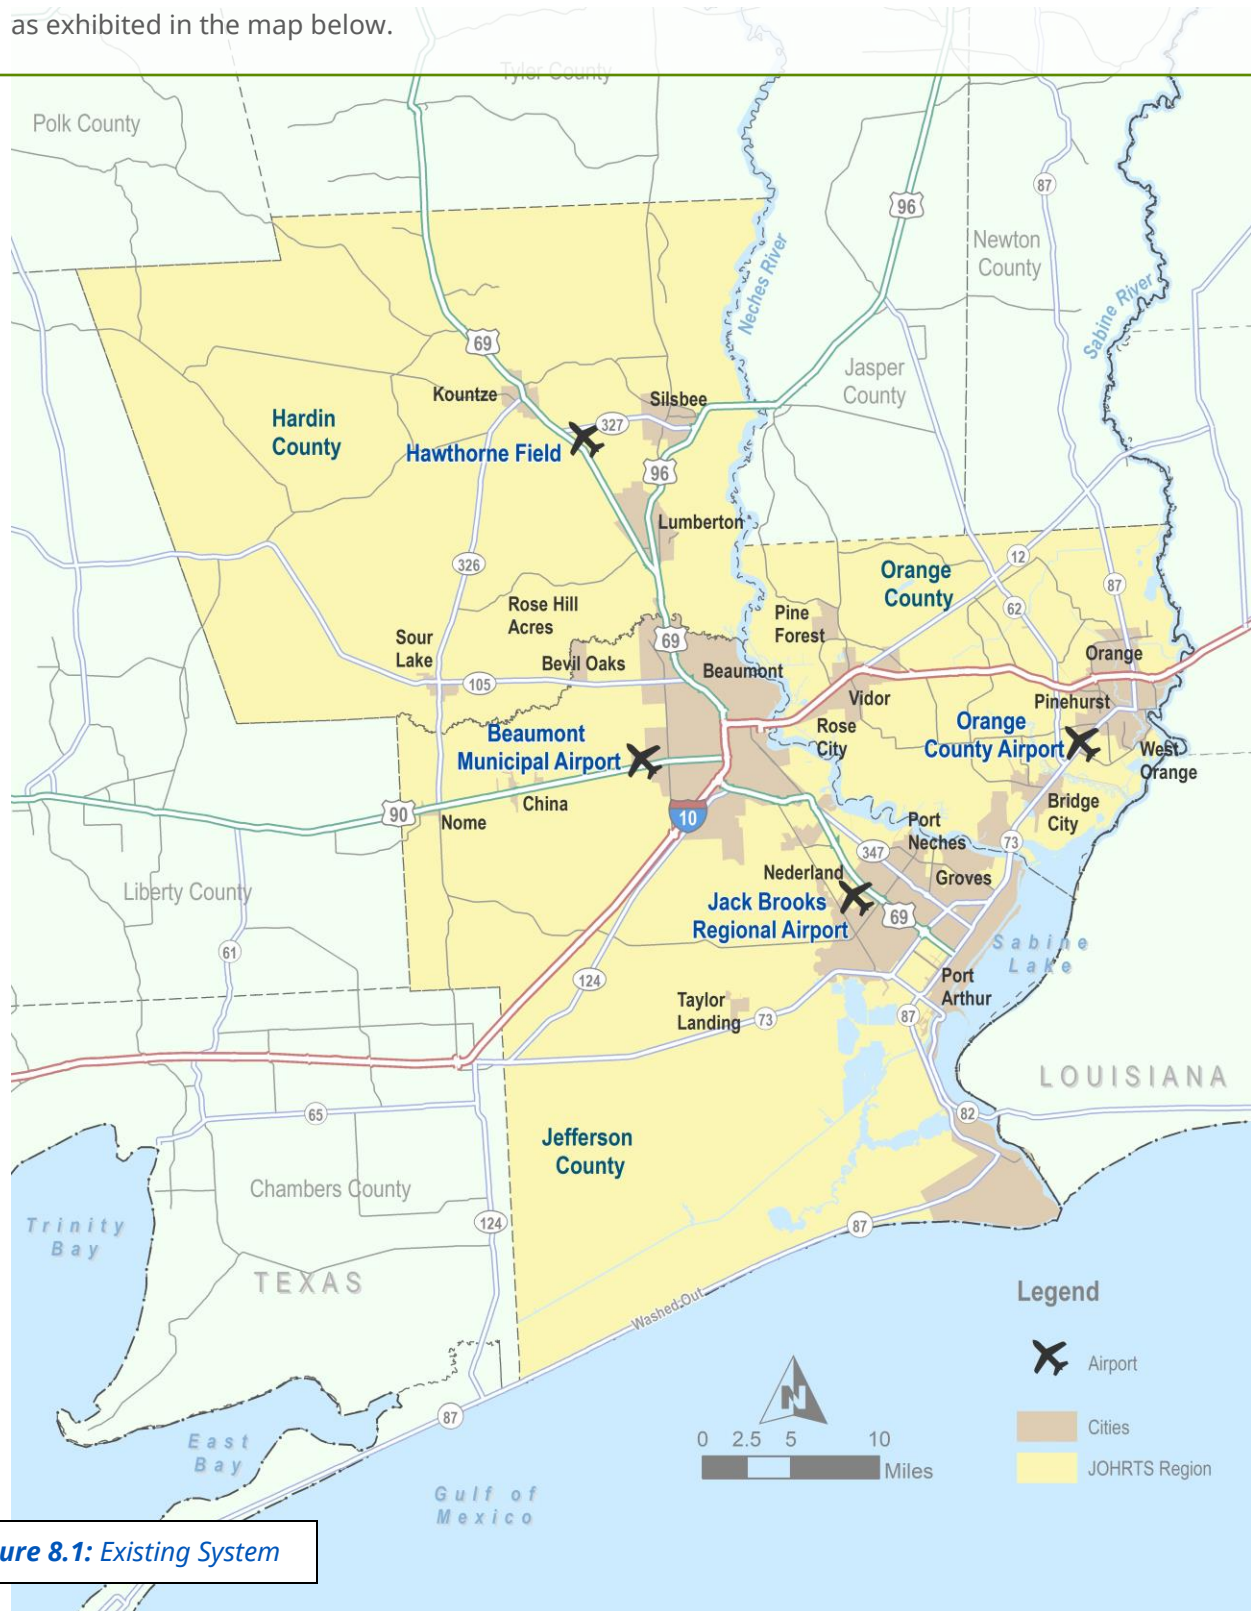 as exhibited in the map below.
Tyler County
Polk County
87
96
Newton
County
Neches River
Sabine River
69
Jasper
County
Kountze
Silsbee
Hardin
County
327
Hawthorne Field
96
Lumberton
Orange
County
12
326
87
62
Rose Hill
Acres
Pine
Forest
Sour
Lake
69
Orange
Bevil Oaks
Beaumont
105
Vidor
Pinehurst
Beaumont
Municipal Airport
Rose
City
Orange
County Airport
West
Orange
China
90
Nome
10
Bridge
City
Port
Neches
73
347
Nederland
Groves
Liberty County
Jack Brooks
Regional Airport
69
61
Sabine
Lake
124
Port
Arthur
Taylor
Landing
73
87
LOUISIANA
65
82
Jefferson
County
Chambers County
Trinity
Bay
124
87
TEXAS
Washed Out
Legend
Airport
N
87
Cities
0 2.5 5 10
Miles
JOHRTS Region
East
Bay
Gulf of
Mexico
ure 8.1: Existing System